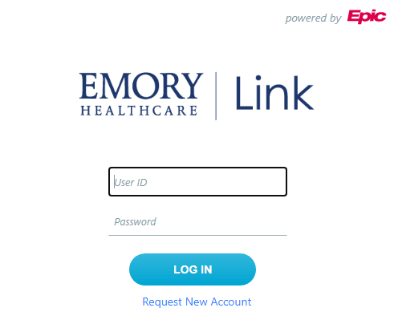 powered by Epic
EMORY HEALTHCARE | Link
User ID
Password
LOG IN
Request New Account